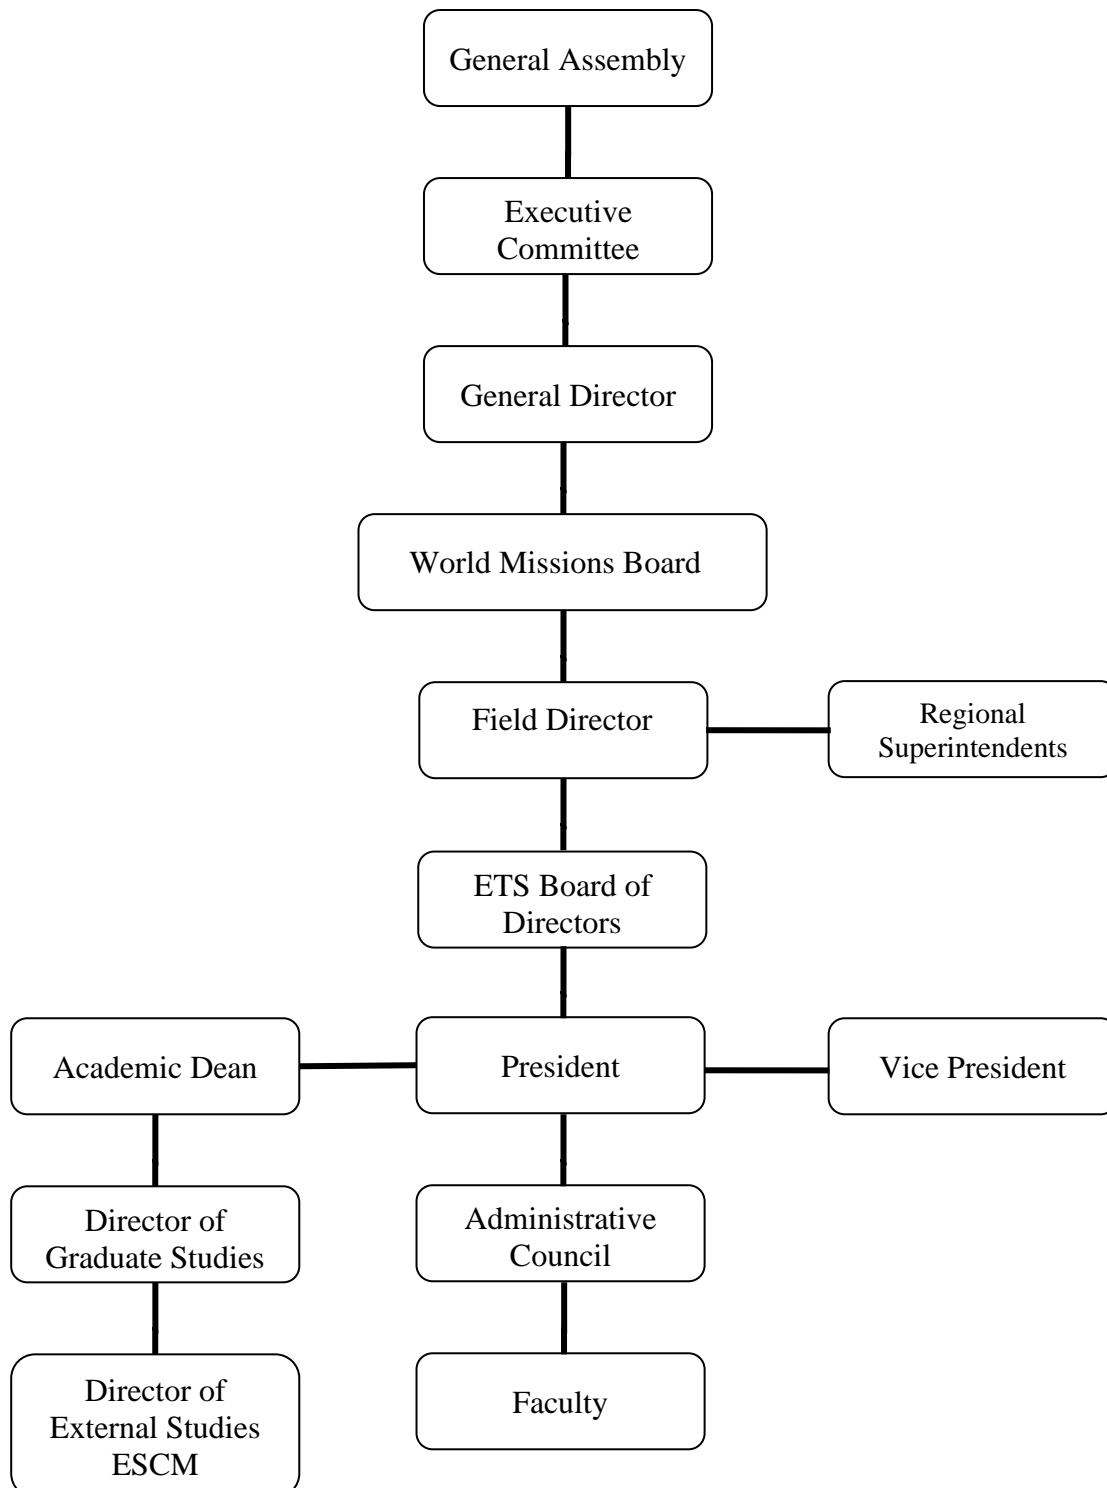 General Assembly
Executive
Committee
General Director
World Missions Board
Field Director
Regional
Superintendents
ETS Board of
Directors
Academic Dean
President
Vice President
Director of
Graduate Studies
Administrative
Council
Director of
External Studies
ESCM
Faculty